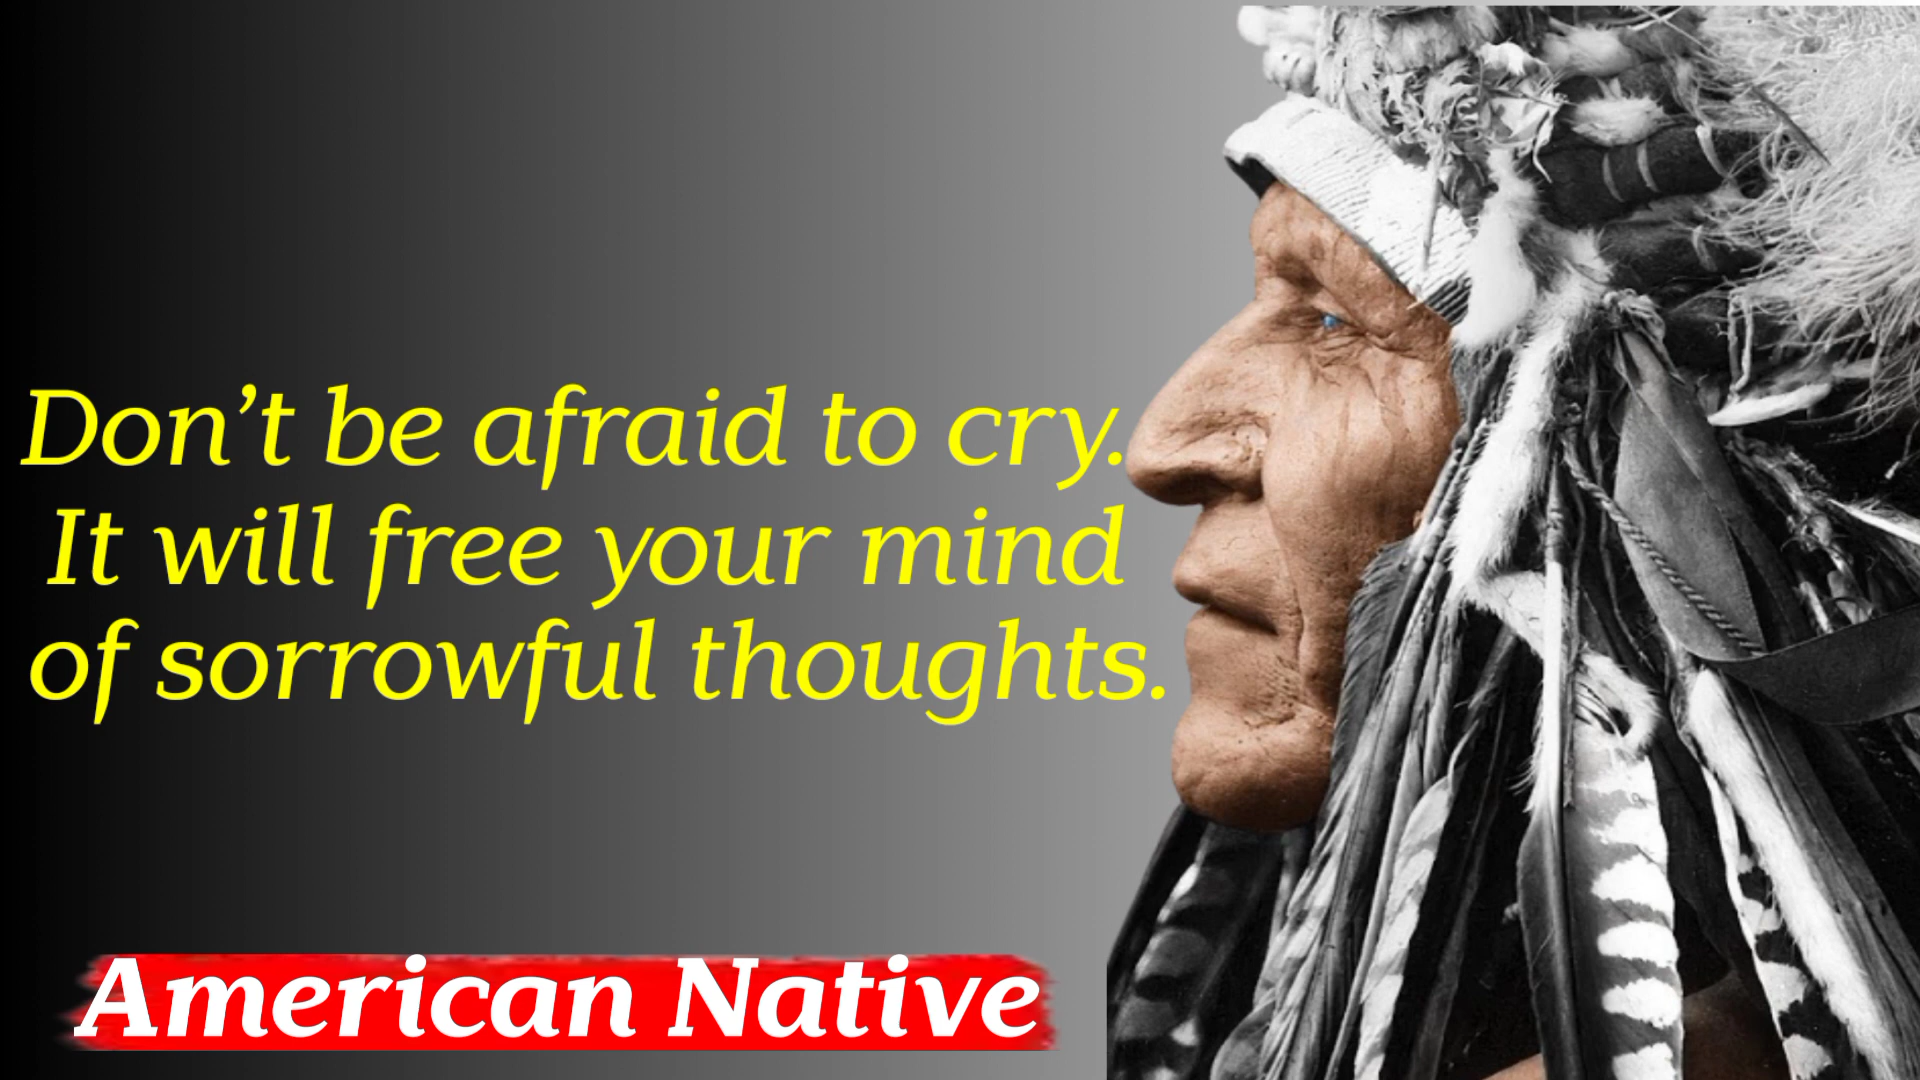 Don’t be afraid to cry.
It will free your mind
of sorrowful thoughts.
American Native